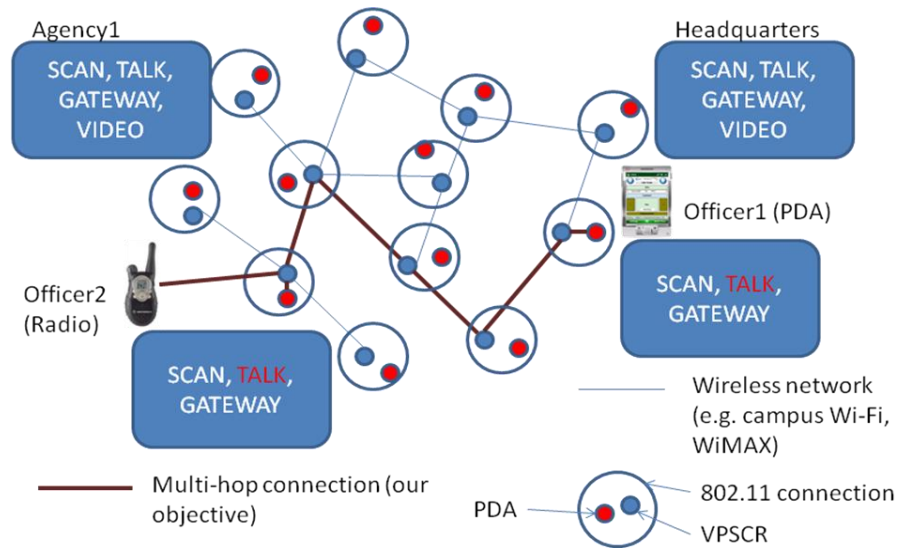 Agency1
Headquarters
SCAN, TALK,
GATEWAY,
VIDEO
SCAN, TALK,
GATEWAY,
VIDEO
Officer1 (PDA)
SCAN, TALK,
GATEWAY
Officer2
(Radio)
SCAN, TALK,
GATEWAY
Wireless network
(e.g. campus Wi-Fi,
WiMAX)
Multi-hop connection (our
objective)
PDA
802.11 connection
VPSCR